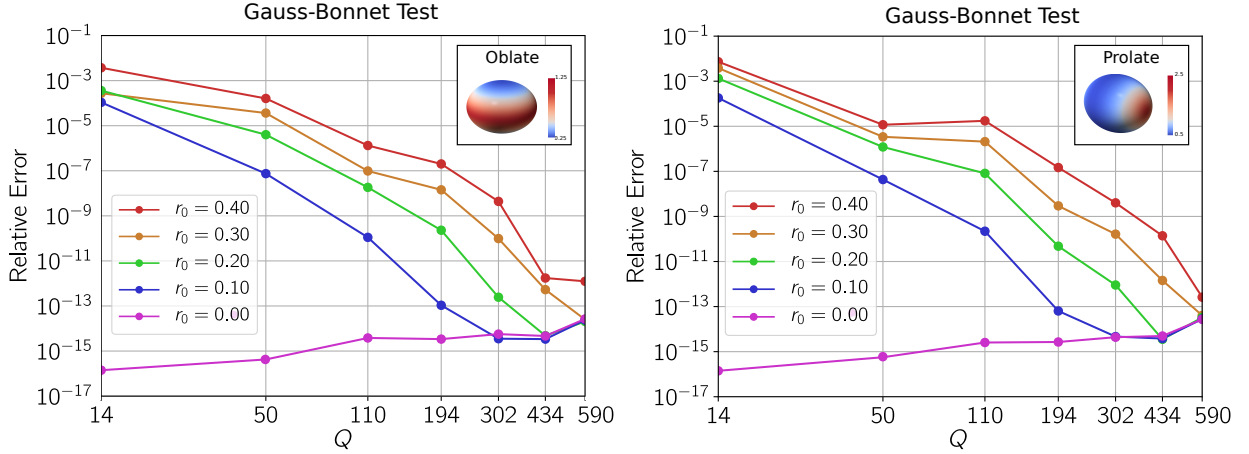 Gauss-Bonnet Test
Oblate
1.25
0.25
10⁻¹
10⁻³
10⁻⁵
10⁻⁷
10⁻⁹
10⁻¹¹
10⁻¹³
10⁻¹⁵
10⁻¹⁷
Relative Error
r₀ = 0.40
r₀ = 0.30
r₀ = 0.20
r₀ = 0.10
r₀ = 0.00
14 50 110 194 302 434 590
Q
Gauss-Bonnet Test
Prolate
2.5
0.5
10⁻¹
10⁻³
10⁻⁵
10⁻⁷
10⁻⁹
10⁻¹¹
10⁻¹³
10⁻¹⁵
10⁻¹⁷
Relative Error
r₀ = 0.40
r₀ = 0.30
r₀ = 0.20
r₀ = 0.10
r₀ = 0.00
14 50 110 194 302 434 590
Q